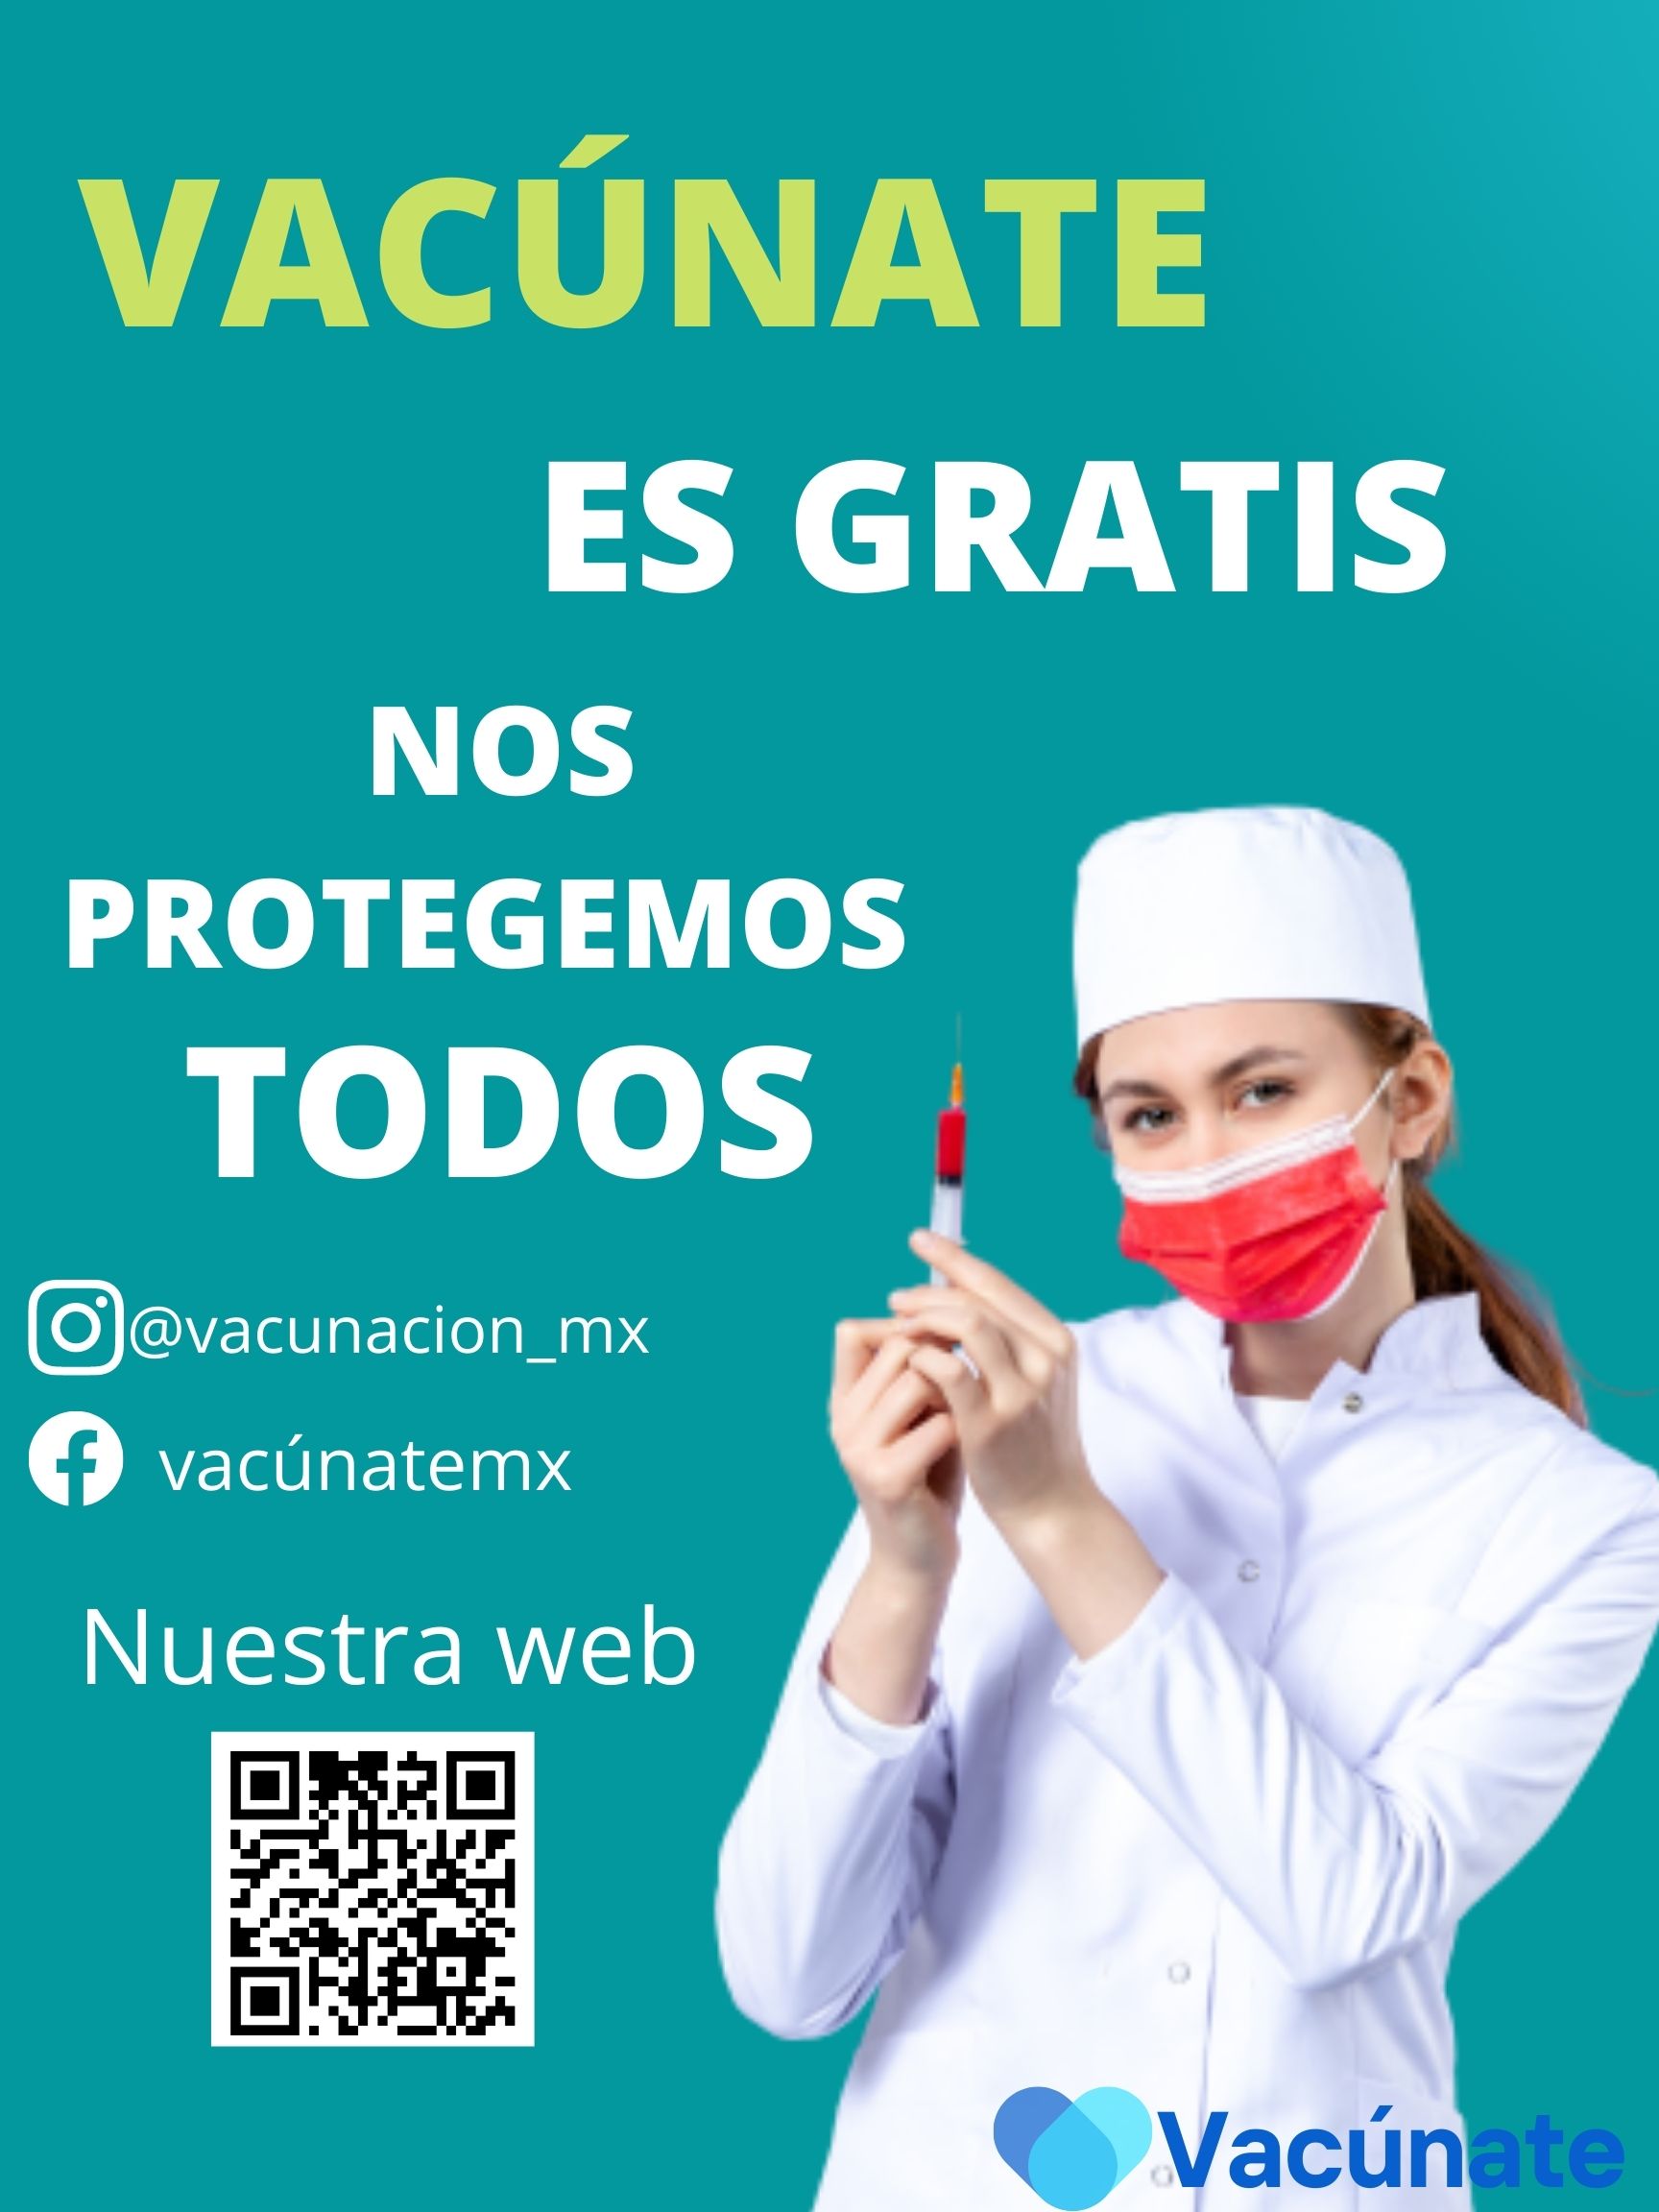 VACÚNATE
ES GRATIS
NOS
PROTEGEMOS
TODOS
@vacunacion_mx
vacúnatemx
Nuestra web
Vacúnate